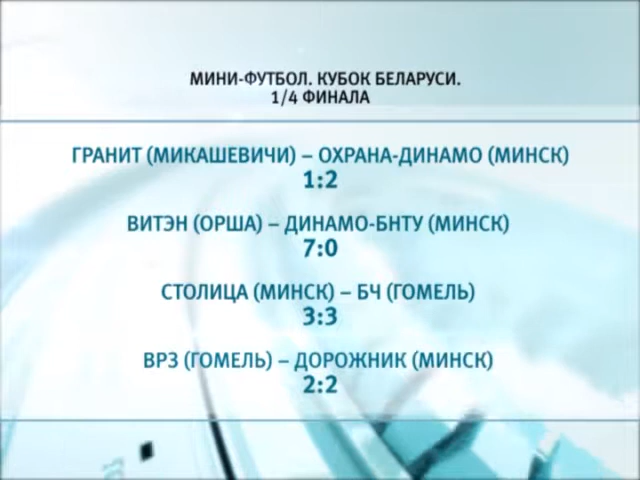 МИНИ-ФУТБОЛ. КУБОК БЕЛАРУСИ.
1/4 ФИНАЛА
ГРАНИТ (МИКАШЕВИЧИ) – ОХРАНА-ДИНАМО (МИНСК)
1:2
ВИТЭН (ОРША) – ДИНАМО-БНТУ (МИНСК)
7:0
СТОЛИЦА (МИНСК) – БЧ (ГОМЕЛЬ)
3:3
ВРЗ (ГОМЕЛЬ) – ДОРОЖНИК (МИНСК)
2:2